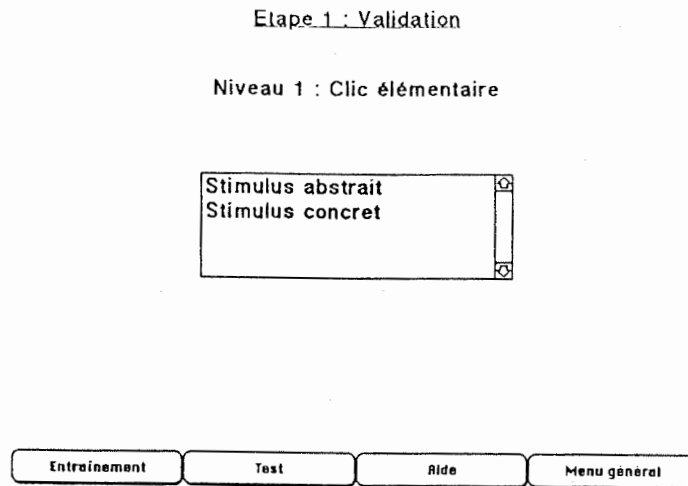 Etape 1 : Validation
Niveau 1 : Clic élémentaire
Stimulus abstrait
Stimulus concret
Entraînement Test Aide Menu général